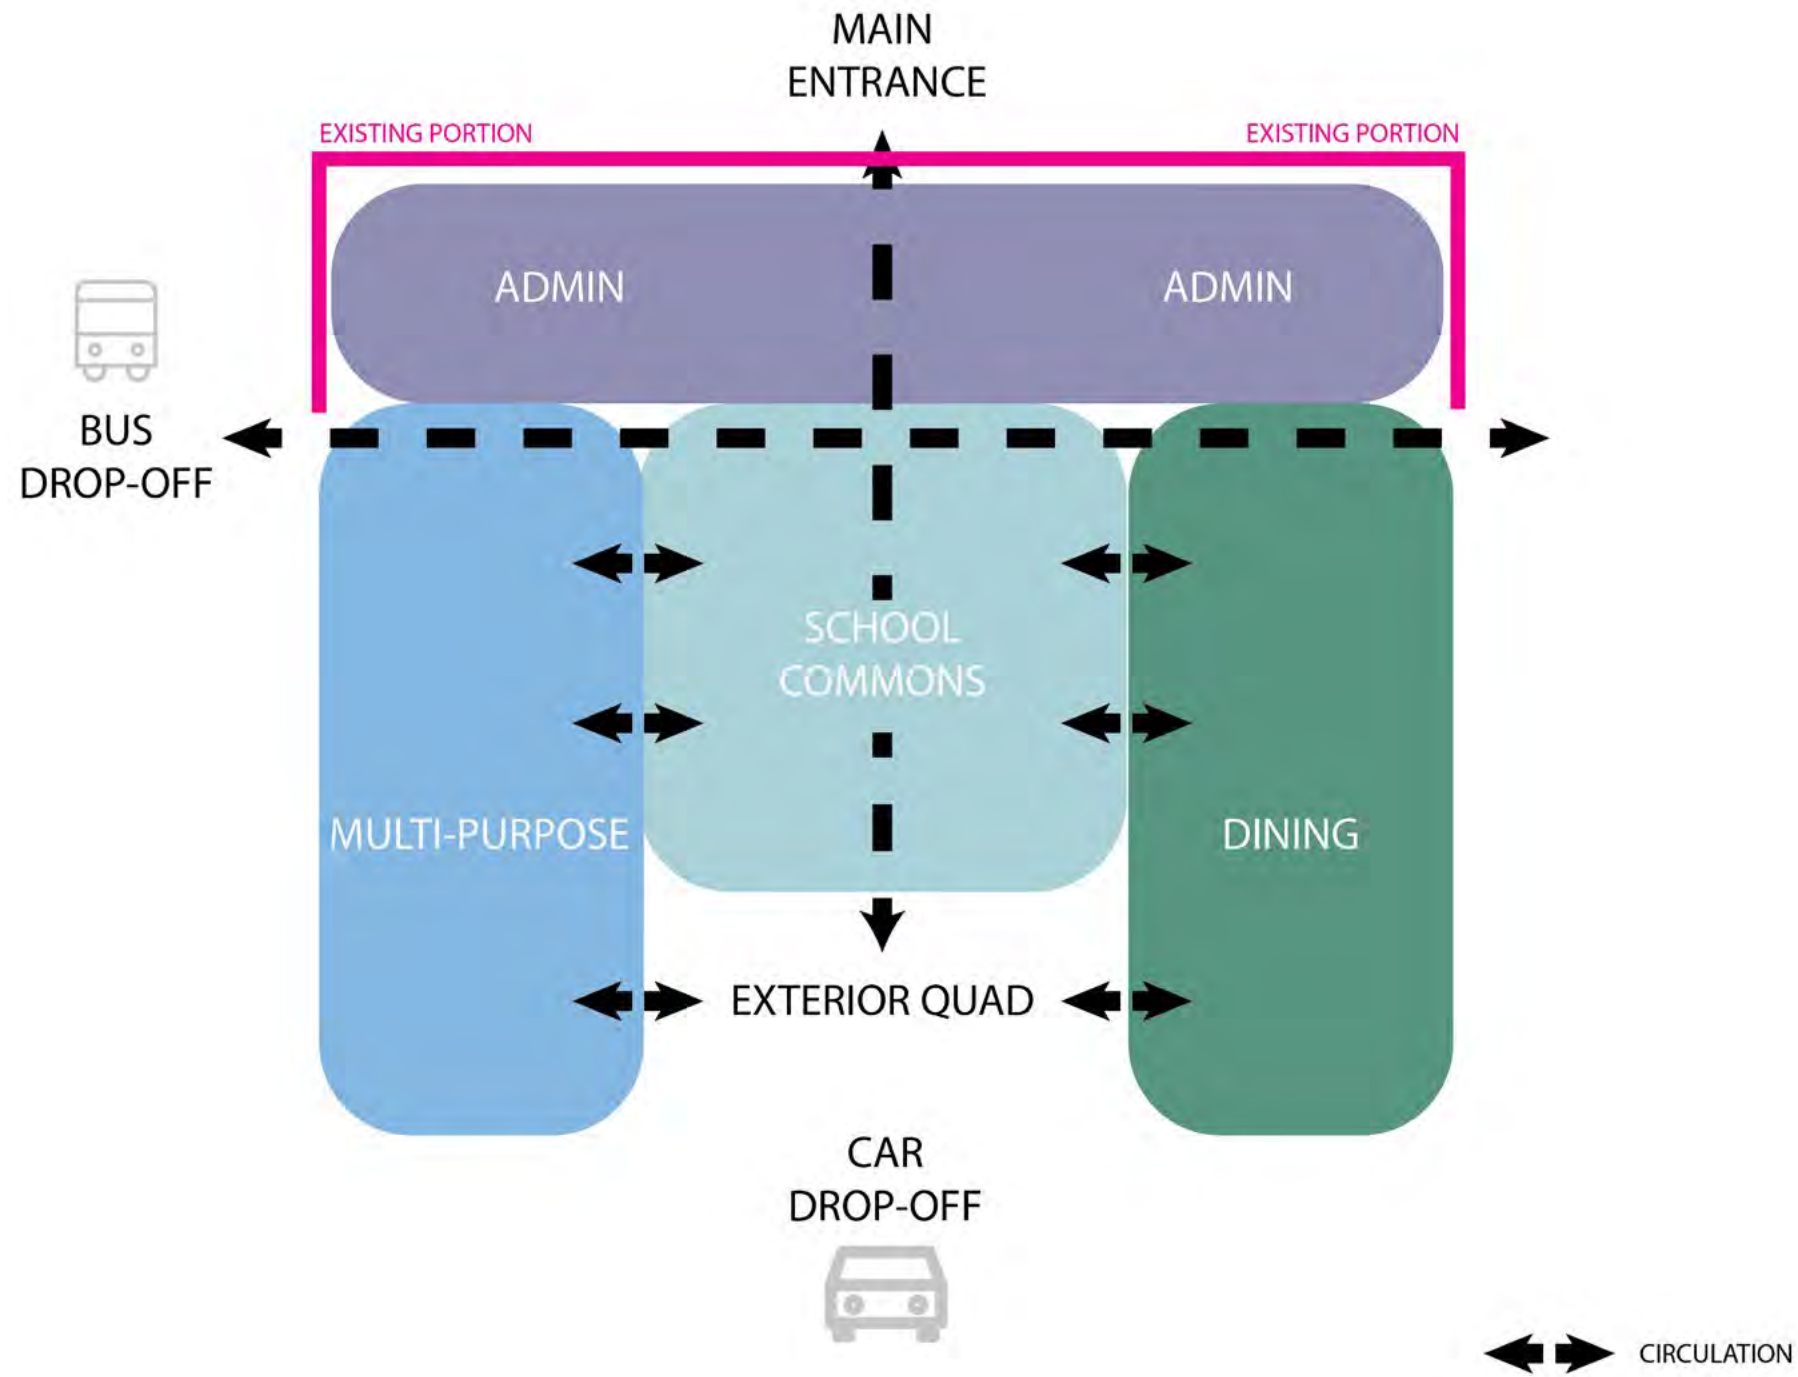 MAIN
ENTRANCE
EXISTING PORTION
EXISTING PORTION
ADMIN
ADMIN
BUS
DROP-OFF
SCHOOL
COMMONS
MULTI-PURPOSE
DINING
EXTERIOR QUAD
CAR
DROP-OFF
CIRCULATION